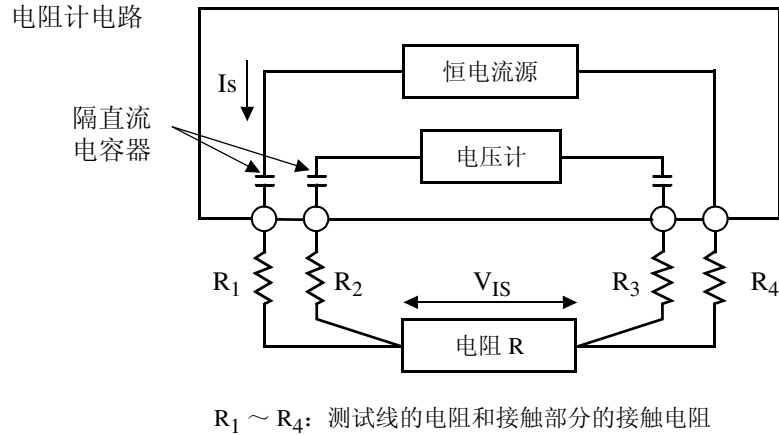 电阻计电路
恒电流源
Is
隔直流
电容器
电压计
R1
R2
VIS
R3
R4
电阻 R
R1 ～ R4：测试线的电阻和接触部分的接触电阻